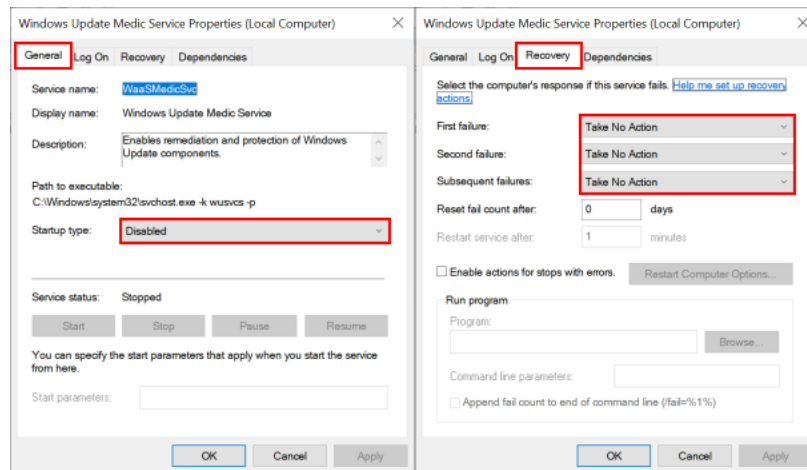 Windows Update Medic Service Properties (Local Computer)
General Log On Recovery Dependencies
Service name: WaaSMedicSvc
Display name: Windows Update Medic Service
Description: Enables remediation and protection of Windows
Update components.
Path to executable:
C:\Windows\system32\svchost.exe -k wusvcs -p
Startup type: Disabled
Service status: Stopped
Start Stop Pause Resume
You can specify the start parameters that apply when you start the service
from here.
Start parameters:
OK Cancel Apply
Windows Update Medic Service Properties (Local Computer)
General Log On Recovery Dependencies
Select the computer's response if this service fails. Help me set up recovery
actions.
First failure: Take No Action
Second failure: Take No Action
Subsequent failures: Take No Action
Reset fail count after: 0 days
Restart service after: 1 minutes
Enable actions for stops with errors. Restart Computer Options...
Run program
Program:
Browse...
Command line parameters:
Append fail count to end of command line (/fail=%1%)
OK Cancel Apply